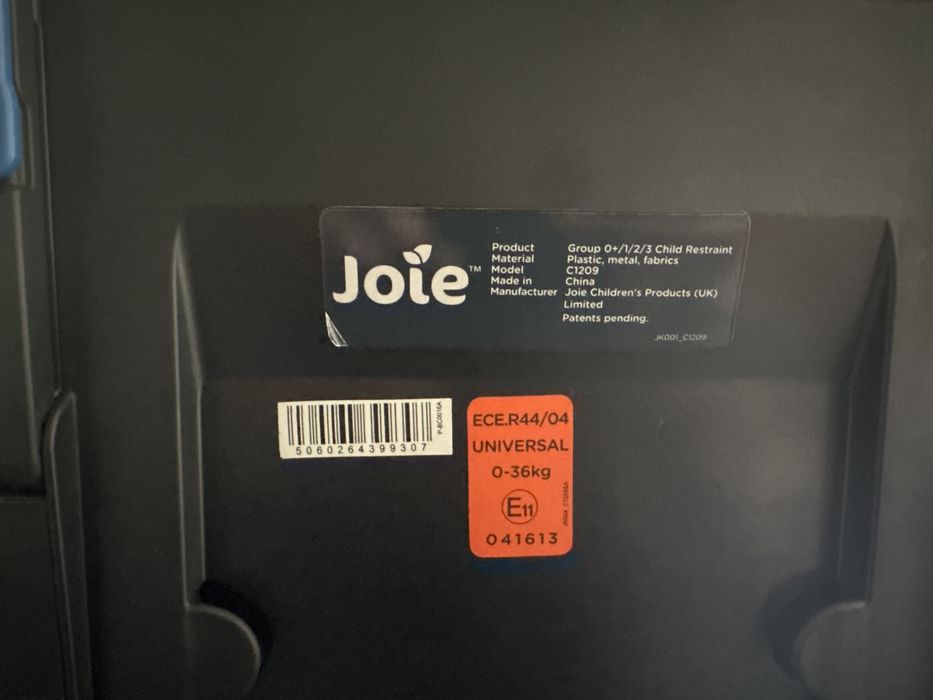 Joie™
Product Group 0+/1/2/3 Child Restraint
Material Plastic, metal, fabrics
Model C1209
Made in China
Manufacturer Joie Children's Products (UK)
Limited
Patents pending.
JK001_C1209
5060264399307
P-BC0016A
ECE.R44/04
UNIVERSAL
0-36kg
E11
041613